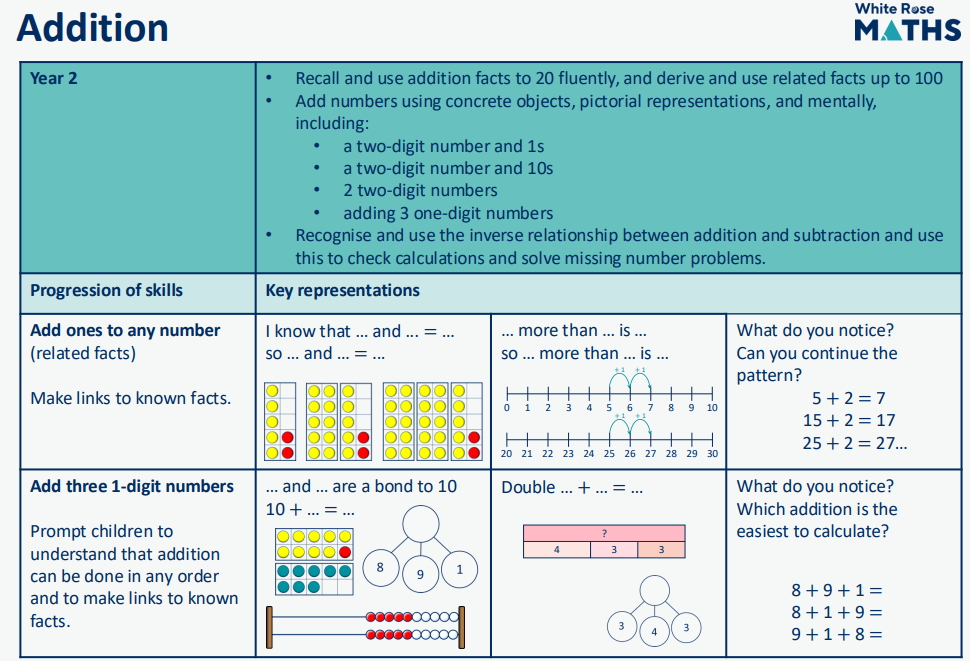 Addition
White Rose
MATHS
Year 2
• Recall and use addition facts to 20 fluently, and derive and use related facts up to 100
• Add numbers using concrete objects, pictorial representations, and mentally,
including:
• a two-digit number and 1s
• a two-digit number and 10s
• 2 two-digit numbers
• adding 3 one-digit numbers
• Recognise and use the inverse relationship between addition and subtraction and use
this to check calculations and solve missing number problems.
Progression of skills
Key representations
Add ones to any number
(related facts)
Make links to known facts.
I know that ... and ... = ...
so ... and ... = ...
... more than ... is ...
so ... more than ... is ...
+1 +1
0 1 2 3 4 5 6 7 8 9 10
+1 +1
20 21 22 23 24 25 26 27 28 29 30
What do you notice?
Can you continue the
pattern?
5 + 2 = 7
15 + 2 = 17
25 + 2 = 27...
Add three 1-digit numbers
Prompt children to
understand that addition
can be done in any order
and to make links to known
facts.
... and ... are a bond to 10
10 + ... = ...
8 9 1
Double ... + ... = ...
?
4 3 3
3 4 3
What do you notice?
Which addition is the
easiest to calculate?
8 + 9 + 1 =
8 + 1 + 9 =
9 + 1 + 8 =